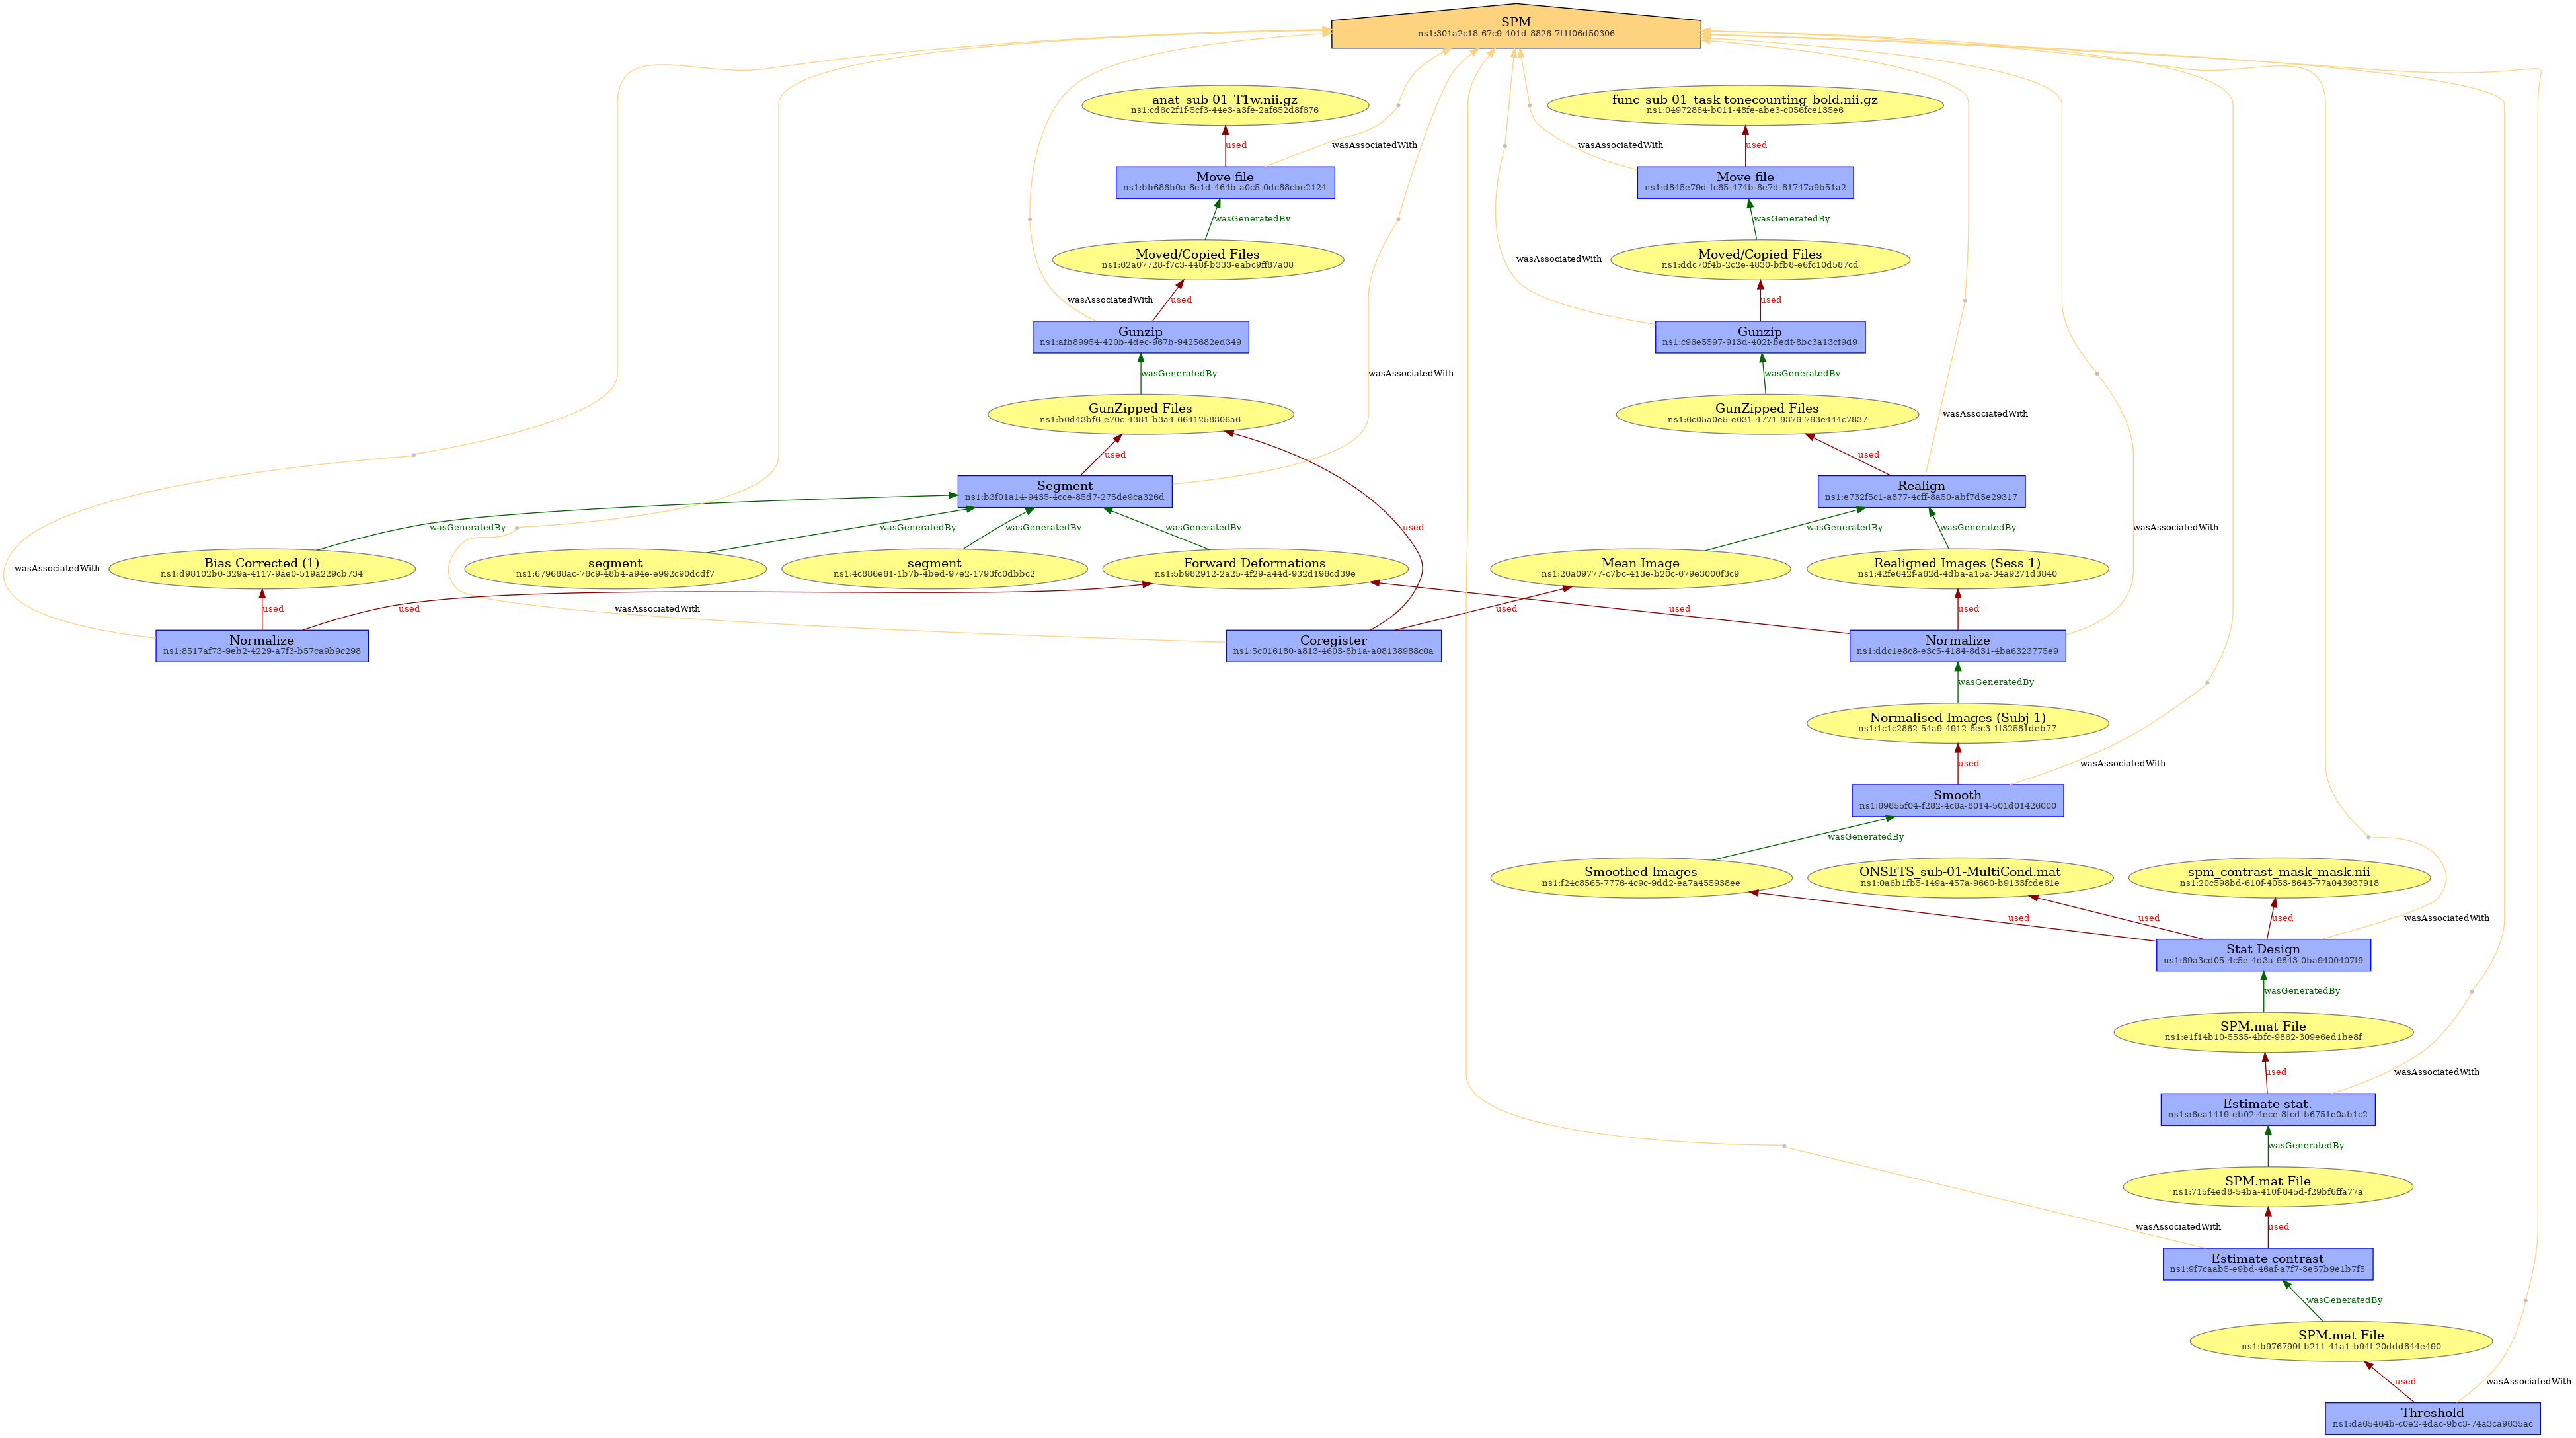 SPM
ns1:301a2c18-67c9-401d-8826-7f1f06d50306
anat_sub-01_T1w.nii.gz
ns1:cd6c2f1f-5cf3-44e3-a3fe-2af652d8f676
func_sub-01_task-tonecounting_bold.nii.gz
ns1:04972864-b011-48fe-abe3-c056fce135e6
used
wasAssociatedWith
wasAssociatedWith
used
Move file
ns1:bb686b0a-8e1d-464b-a0c5-0dc88cbe2124
Move file
ns1:d845e79d-fc65-474b-8e7d-81747a9b51a2
wasGeneratedBy
wasGeneratedBy
Moved/Copied Files
ns1:62a07728-f7c3-448f-b333-eabc9ff87a08
wasAssociatedWith
Moved/Copied Files
ns1:ddc70f4b-2c2e-4830-bfb8-e6fc10d587cd
wasAssociatedWith
used
used
Gunzip
ns1:afb89954-420b-4dec-967b-9425682ed349
Gunzip
ns1:c96e5597-913d-402f-bedf-8bc3a13cf9d9
wasGeneratedBy
wasAssociatedWith
wasGeneratedBy
GunZipped Files
ns1:b0d43bf6-e70c-4381-b3a4-6641258306a6
GunZipped Files
ns1:6c05a0e5-e031-4771-9376-763e444c7837
wasAssociatedWith
used
used
Segment
ns1:b3f01a14-9435-4cce-85d7-275de9ca326d
Realign
ns1:e732f5c1-a877-4cff-8a50-abf7d5e29317
wasGeneratedBy
wasGeneratedBy
wasGeneratedBy
wasGeneratedBy
used
wasGeneratedBy
wasGeneratedBy
wasAssociatedWith
wasAssociatedWith
Bias Corrected (1)
ns1:d98102b0-329a-4117-9ae0-519a229cb734
segment
ns1:679688ac-76c9-48b4-a94e-e992c90dcdf7
segment
ns1:4c886e61-1b7b-4bed-97e2-1793fc0dbbc2
Forward Deformations
ns1:5b982912-2a25-4f29-a44d-932d196cd39e
Mean Image
ns1:20a09777-c7bc-413e-b20c-679e3000f3c9
Realigned Images (Sess 1)
ns1:42fe642f-a62d-4dba-a15a-34a9271d3840
used
used
wasAssociatedWith
used
used
used
Normalize
ns1:8517af73-9eb2-4229-a7f3-b57ca9b9c298
Coregister
ns1:5c016180-a813-4603-8b1a-a08138988c0a
Normalize
ns1:ddc1e8c8-e3c5-4184-8d31-4ba6323775e9
wasGeneratedBy
Normalised Images (Subj 1)
ns1:1c1c2862-54a9-4912-8ec3-1f32581deb77
used
wasAssociatedWith
Smooth
ns1:69855f04-f282-4c6a-8014-501d01426000
wasGeneratedBy
Smoothed Images
ns1:f24c8565-7776-4c9c-9dd2-ea7a455938ee
ONSETS_sub-01-MultiCond.mat
ns1:0a6b1fb5-149a-457a-9660-b9133fcde61e
spm_contrast_mask_mask.nii
ns1:20c598bd-610f-4053-8643-77a043937918
used
used
used
wasAssociatedWith
Stat Design
ns1:69a3cd05-4c5e-4d3a-9843-0ba9400407f9
wasGeneratedBy
SPM.mat File
ns1:e1f14b10-5535-4bfc-9862-309e6ed1be8f
used
wasAssociatedWith
Estimate stat.
ns1:a6ea1419-eb02-4ece-8fcd-b6751e0ab1c2
wasGeneratedBy
SPM.mat File
ns1:715f4ed8-54ba-410f-845d-f29bf6ffa77a
wasAssociatedWith
used
Estimate contrast
ns1:9f7caab5-e9bd-46af-a7f7-3e57b9e1b7f5
wasGeneratedBy
SPM.mat File
ns1:b976799f-b211-41a1-b94f-20ddd844e490
used
wasAssociatedWith
Threshold
ns1:da65464b-c0e2-4dac-9bc3-74a3ca9635ac